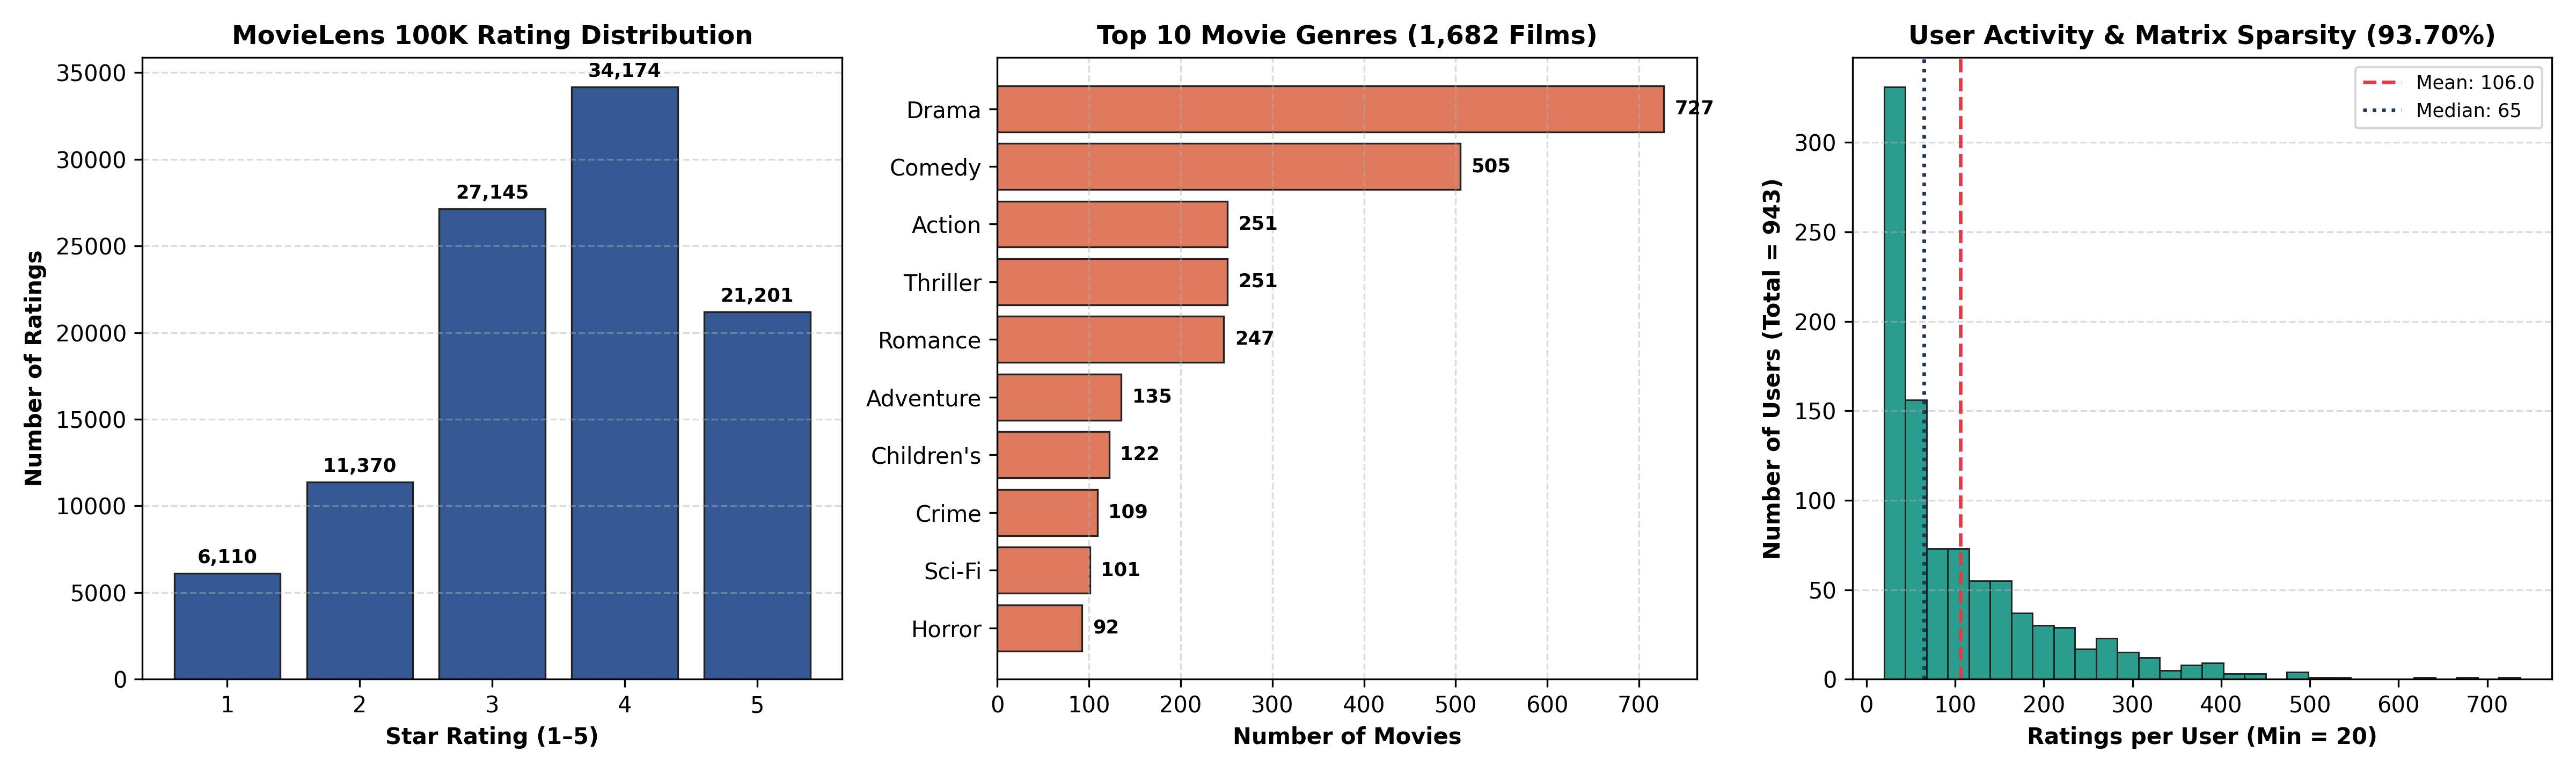 MovieLens 100K Rating Distribution
Number of Ratings
35000
30000
25000
20000
15000
10000
5000
0
6,110
11,370
27,145
34,174
21,201
1 2 3 4 5
Star Rating (1–5)
Top 10 Movie Genres (1,682 Films)
Drama 727
Comedy 505
Action 251
Thriller 251
Romance 247
Adventure 135
Children's 122
Crime 109
Sci-Fi 101
Horror 92
0 100 200 300 400 500 600 700
Number of Movies
User Activity & Matrix Sparsity (93.70%)
Mean: 106.0
Median: 65
Number of Users (Total = 943)
300
250
200
150
100
50
0
0 100 200 300 400 500 600 700
Ratings per User (Min = 20)